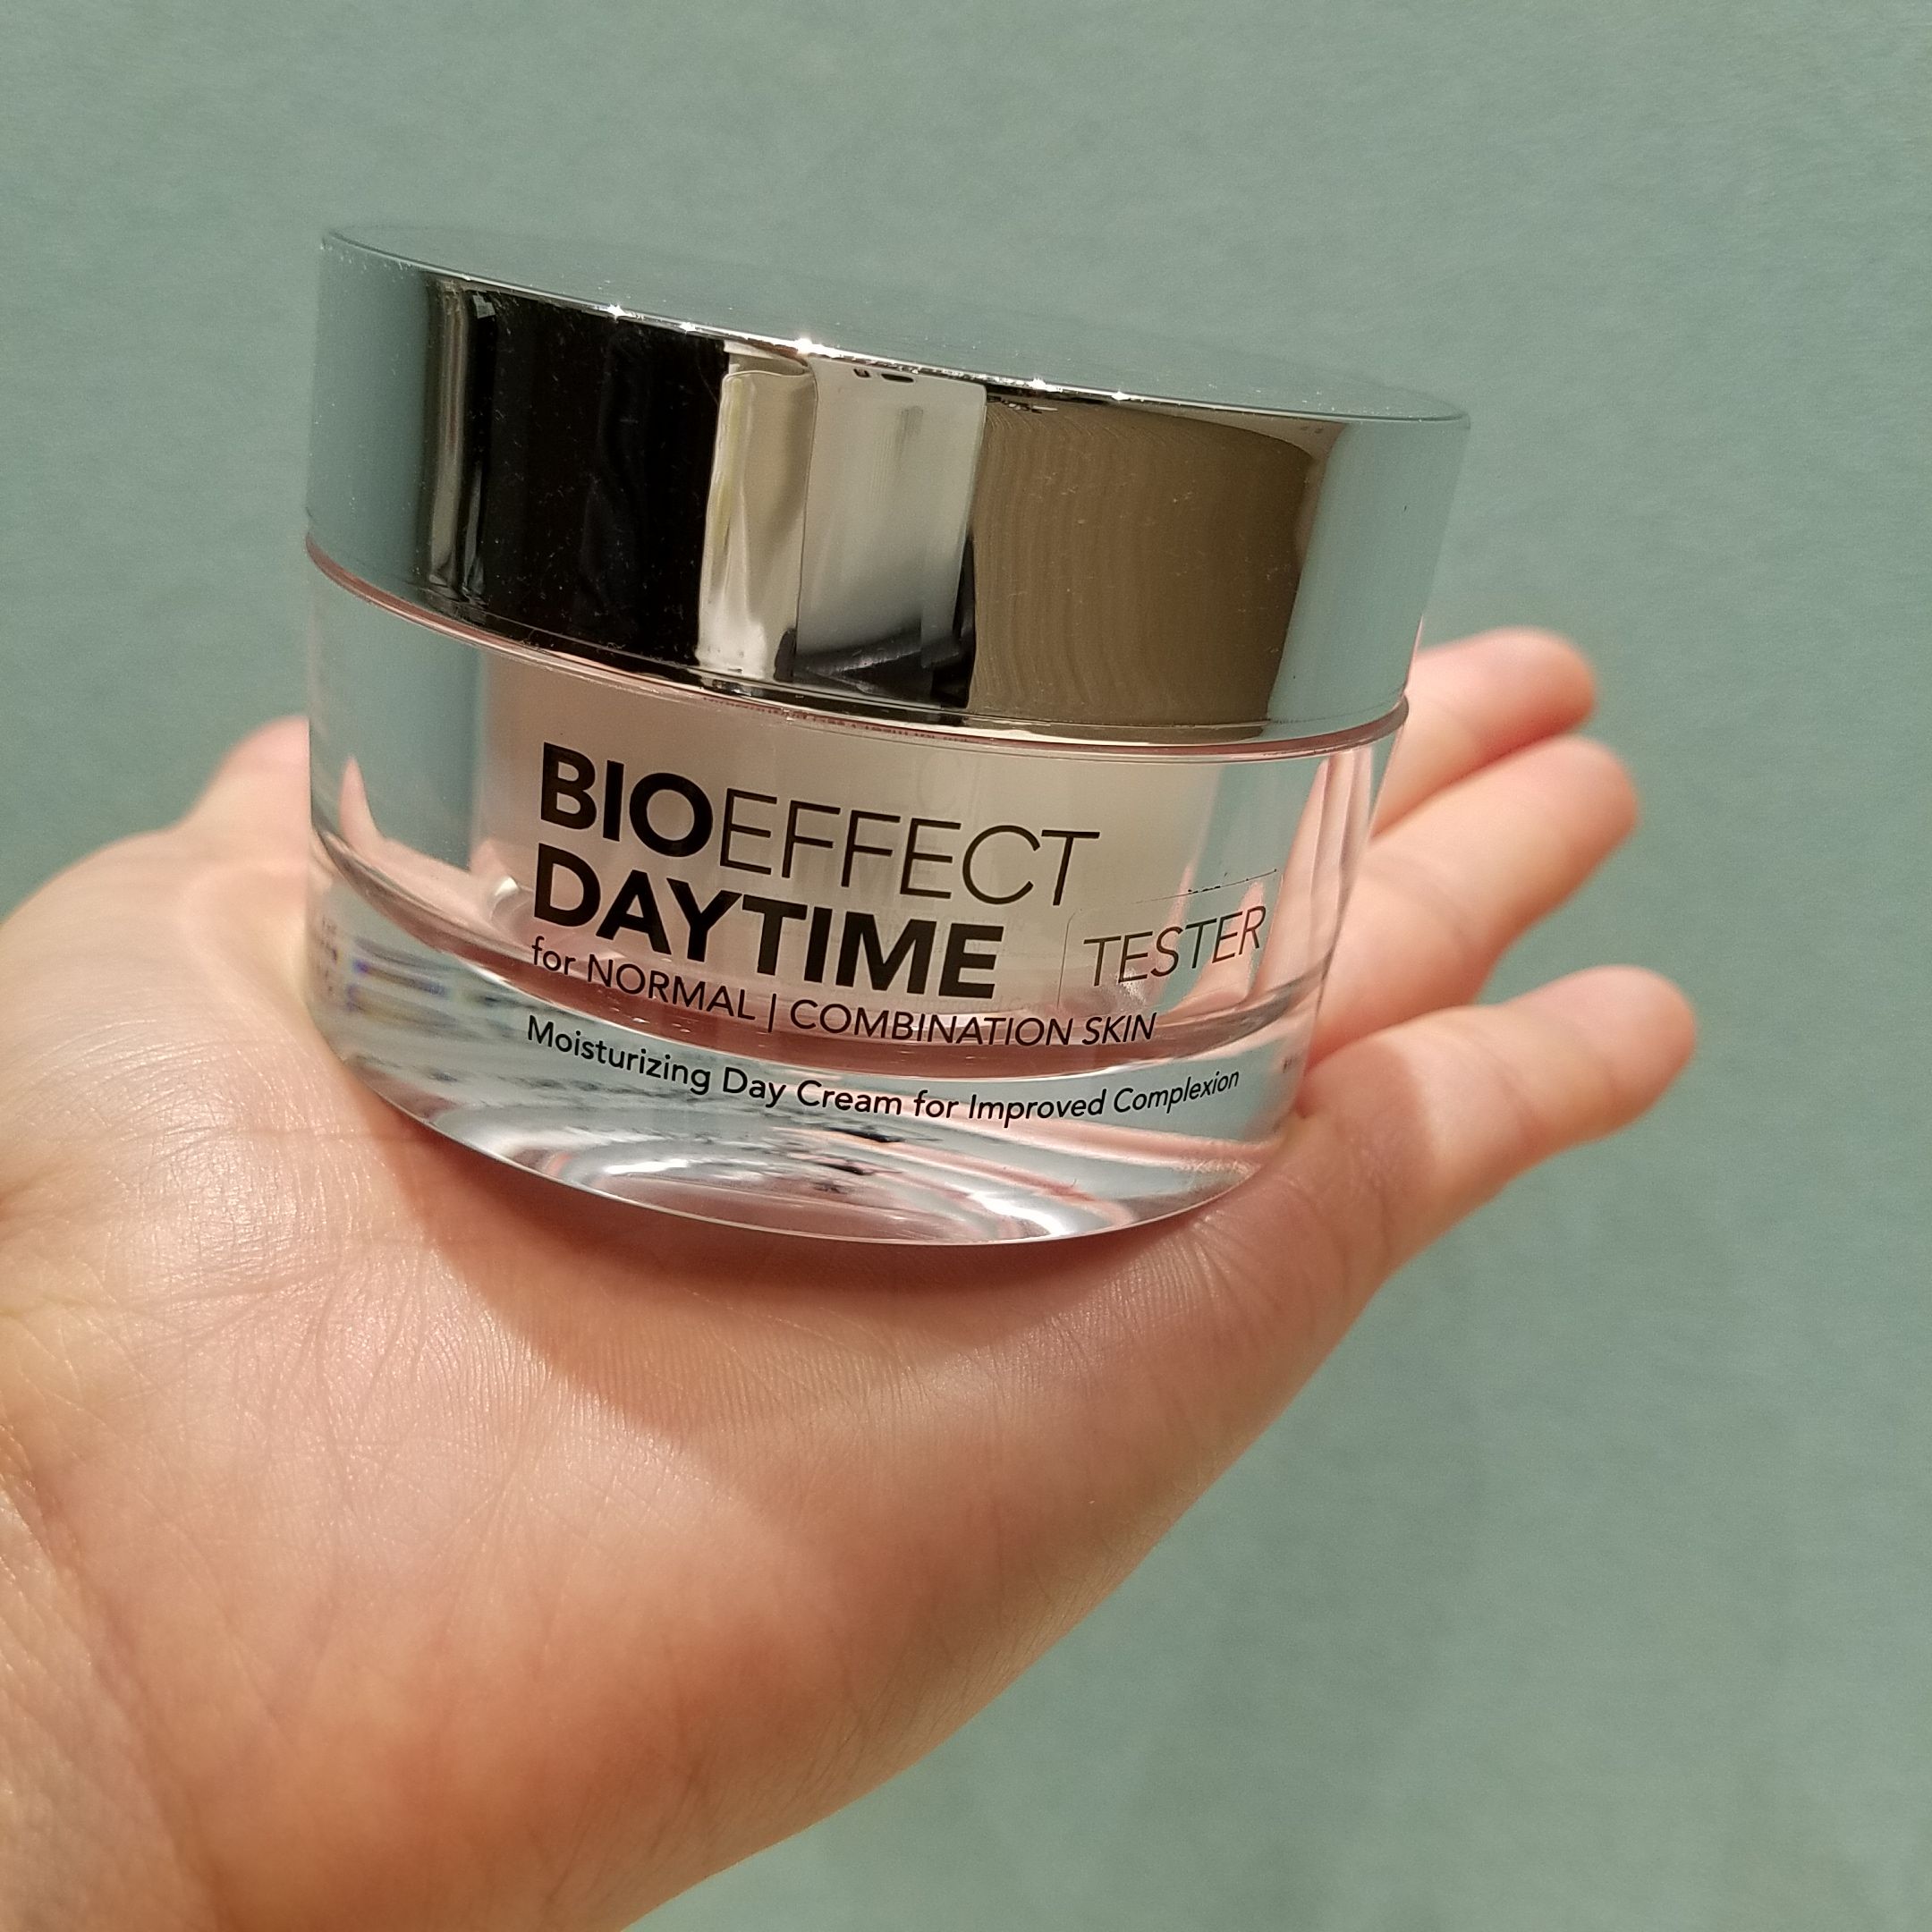 BIOEFFECT
DAYTIME
TESTER
for NORMAL | COMBINATION SKIN
Moisturizing Day Cream for Improved Complexion